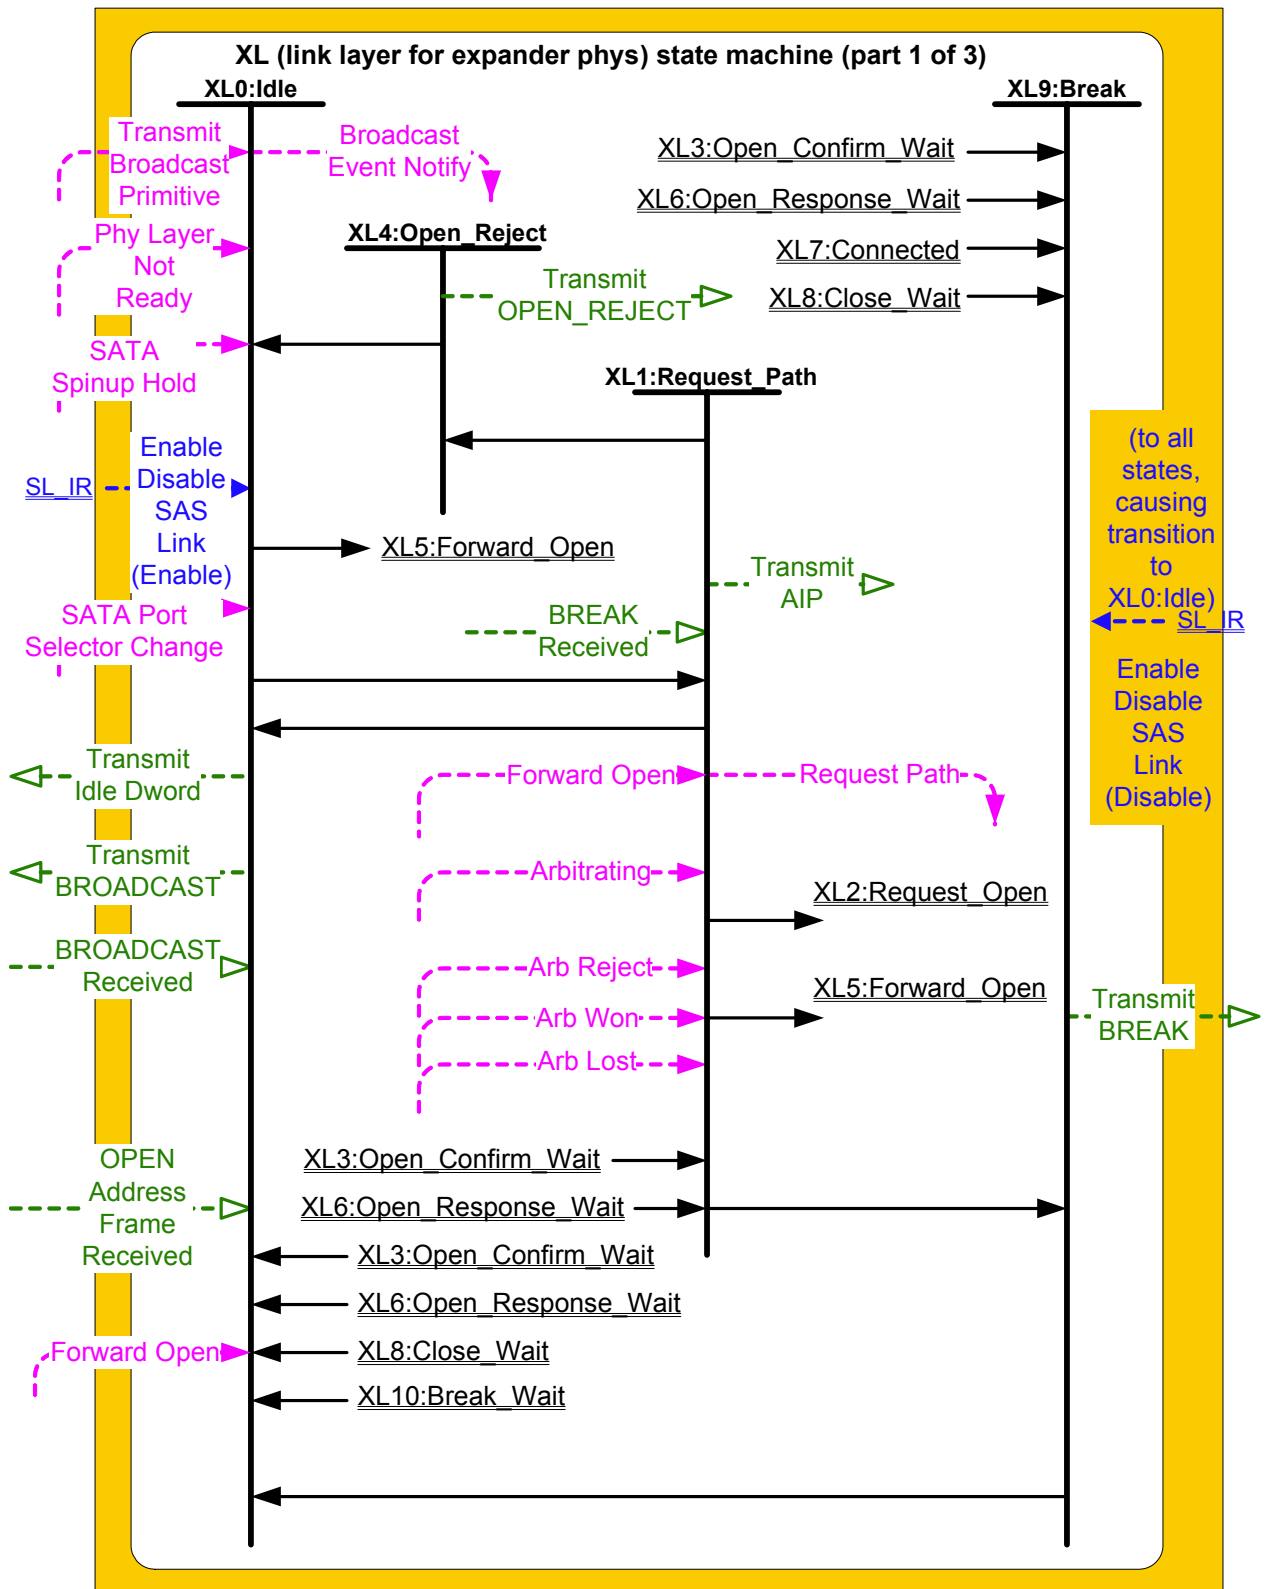 XL (link layer for expander phys) state machine (part 1 of 3)
XL0:Idle
XL9:Break
Transmit
Broadcast
Primitive
Broadcast
Event Notify
XL3:Open_Confirm_Wait
XL6:Open_Response_Wait
XL7:Connected
XL8:Close_Wait
Phy Layer
Not
Ready
XL4:Open_Reject
Transmit
OPEN_REJECT
SATA
Spinup Hold
XL1:Request_Path
SL_IR
Enable
Disable
SAS
Link
(Enable)
XL5:Forward_Open
(to all
states,
causing
transition
to
XL0:Idle)
SL_IR
Enable
Disable
SAS
Link
(Disable)
Transmit
AIP
SATA Port
Selector Change
BREAK
Received
Transmit
Idle Dword
Forward Open
Request Path
Transmit
BROADCAST
Arbitrating
XL2:Request_Open
BROADCAST
Received
Arb Reject
XL5:Forward_Open
Arb Won
Arb Lost
Transmit
BREAK
OPEN
Address
Frame
Received
XL3:Open_Confirm_Wait
XL6:Open_Response_Wait
XL3:Open_Confirm_Wait
XL6:Open_Response_Wait
Forward Open
XL8:Close_Wait
XL10:Break_Wait